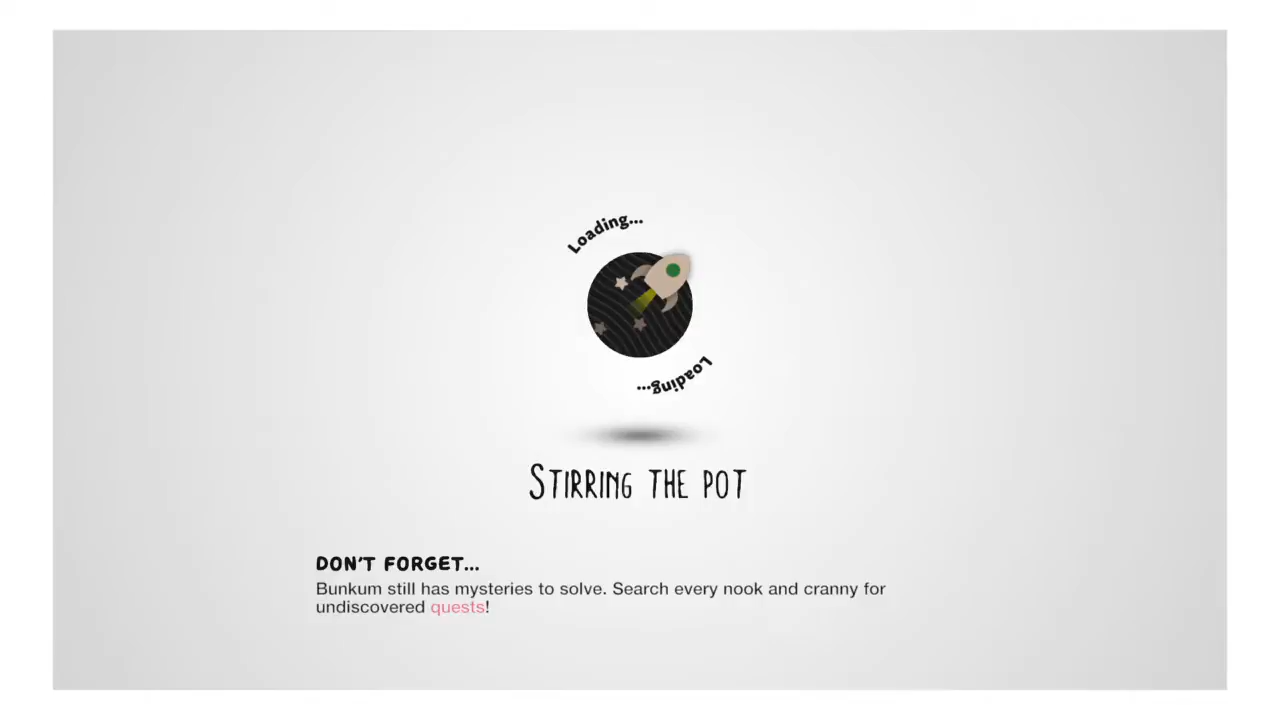 Loading...
Loading...
STIRRING THE POT
DON'T FORGET...
Bunkum still has mysteries to solve. Search every nook and cranny for
undiscovered quests!